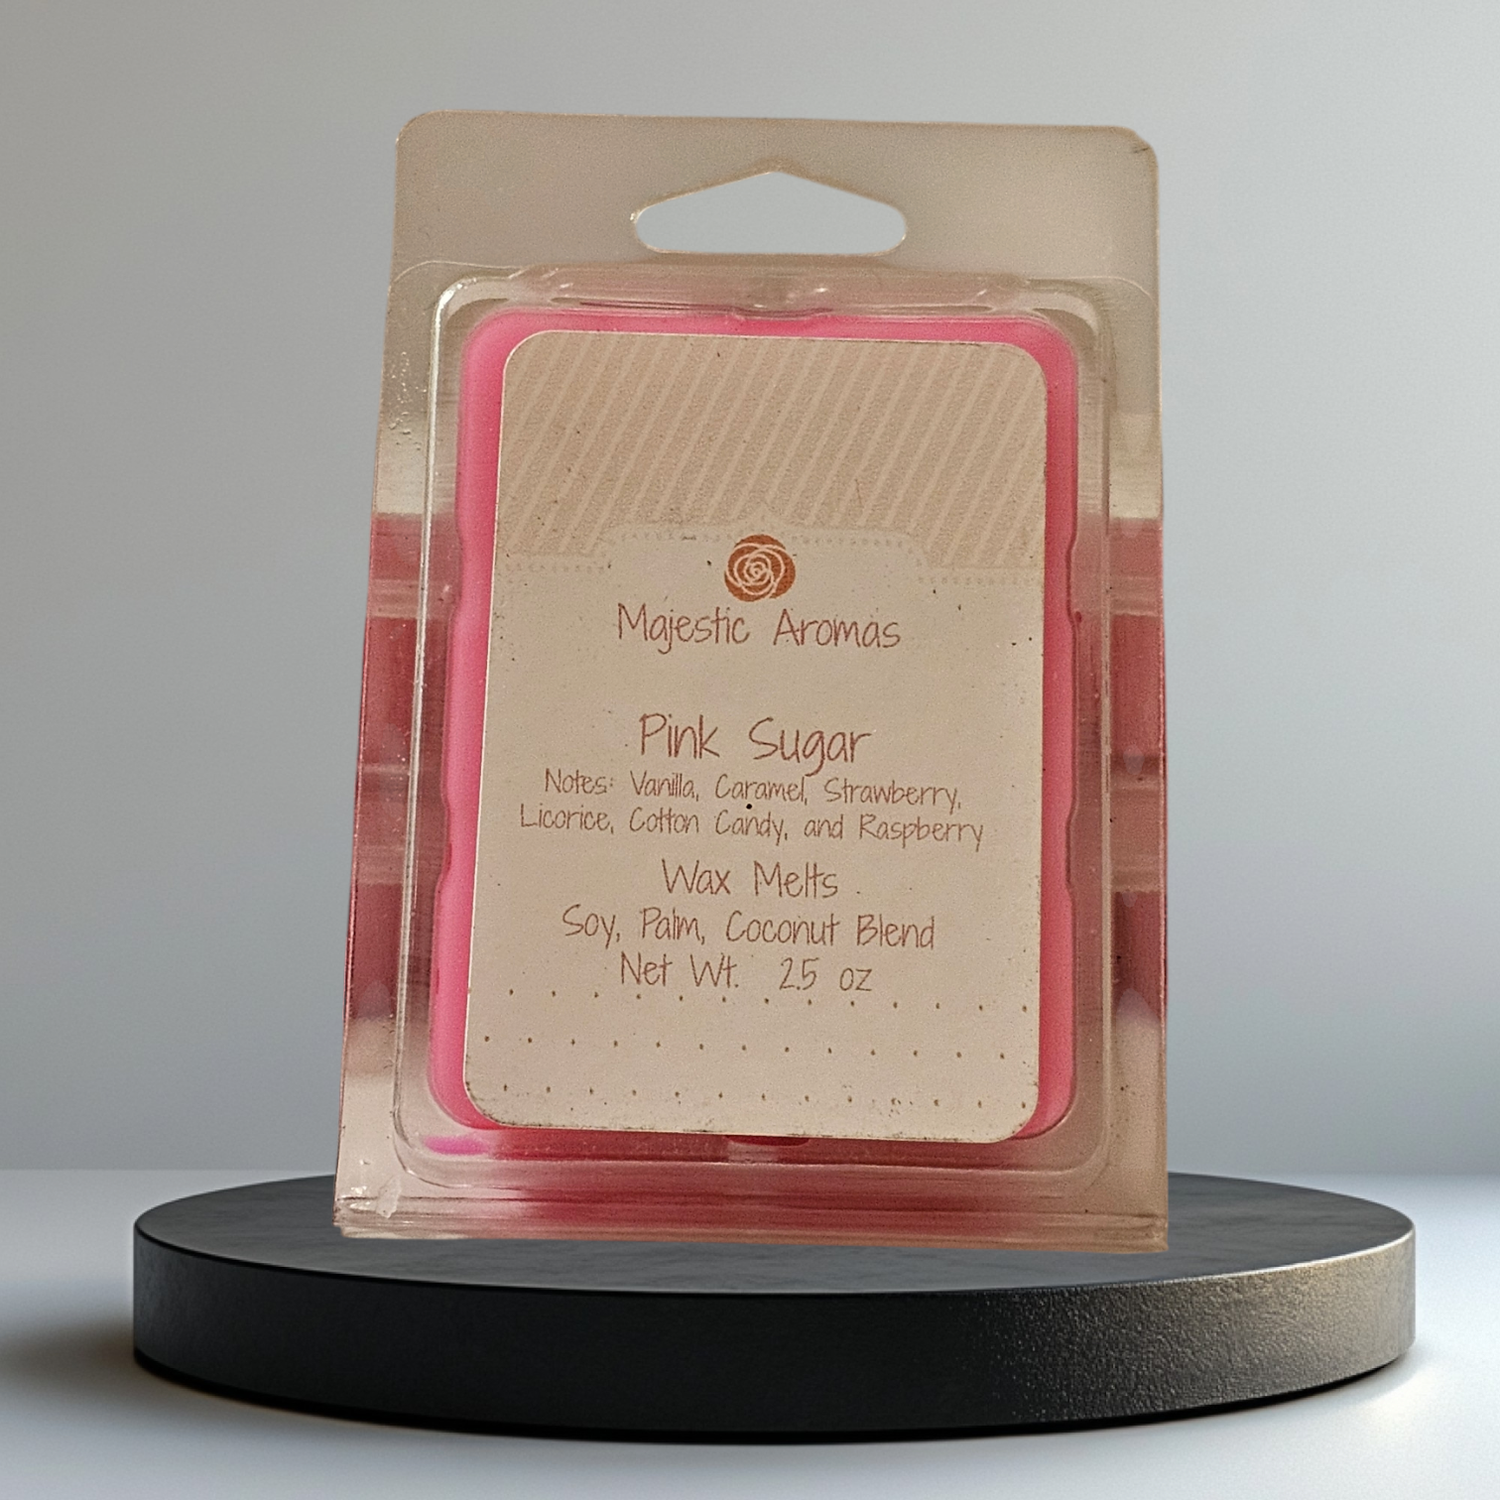 Majestic Aromas
Pink Sugar
Notes: Vanilla, Caramel, Strawberry,
Licorice, Cotton Candy, and Raspberry
Wax Melts
Soy, Palm, Coconut Blend
Net Wt. 2.5 oz